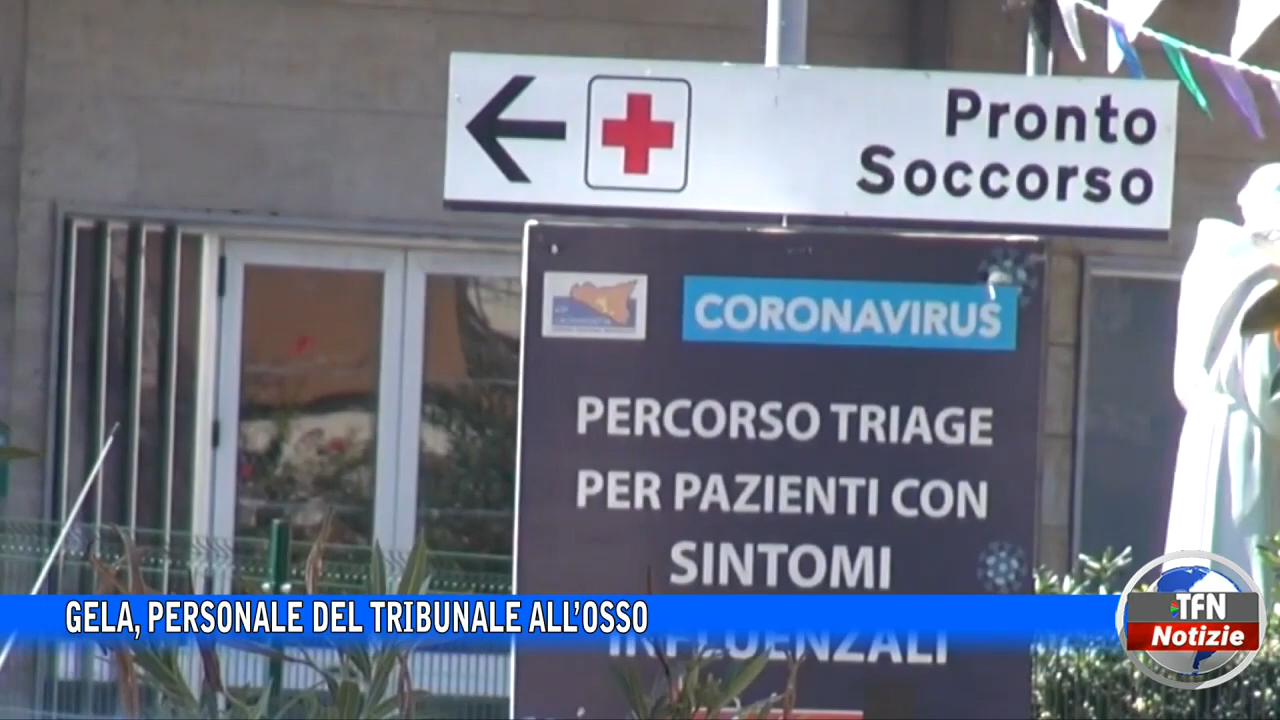 Pronto
Soccorso
CORONAVIRUS
PERCORSO TRIAGE
PER PAZIENTI CON
SINTOMI
INFLUENZALI
GELA, PERSONALE DEL TRIBUNALE ALL'OSSO
TFN
Notizie